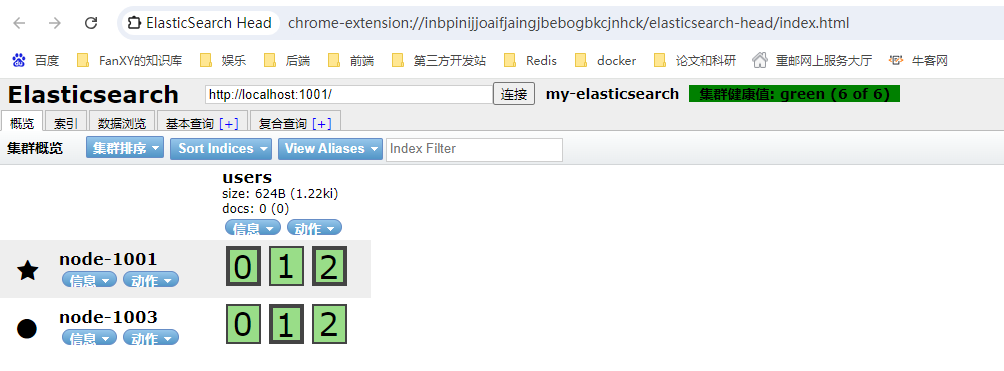 ElasticSearch Head chrome-extension://inbpinijjoaifjaingjbebogbkcjnhck/elasticsearch-head/index.html
百度 FanXY的知识库 娱乐 后端 前端 第三方开发站 Redis docker 论文和科研 重邮网上服务大厅 牛客网
Elasticsearch http://localhost:1001/ 连接 my-elasticsearch 集群健康值: green (6 of 6)
概览 索引 数据浏览 基本查询 [+] 复合查询 [+]
集群概览 集群排序 Sort Indices View Aliases Index Filter
users
size: 624B (1.22ki)
docs: 0 (0)
信息 动作
node-1001 0 1 2
信息 动作
node-1003 0 1 2
信息 动作